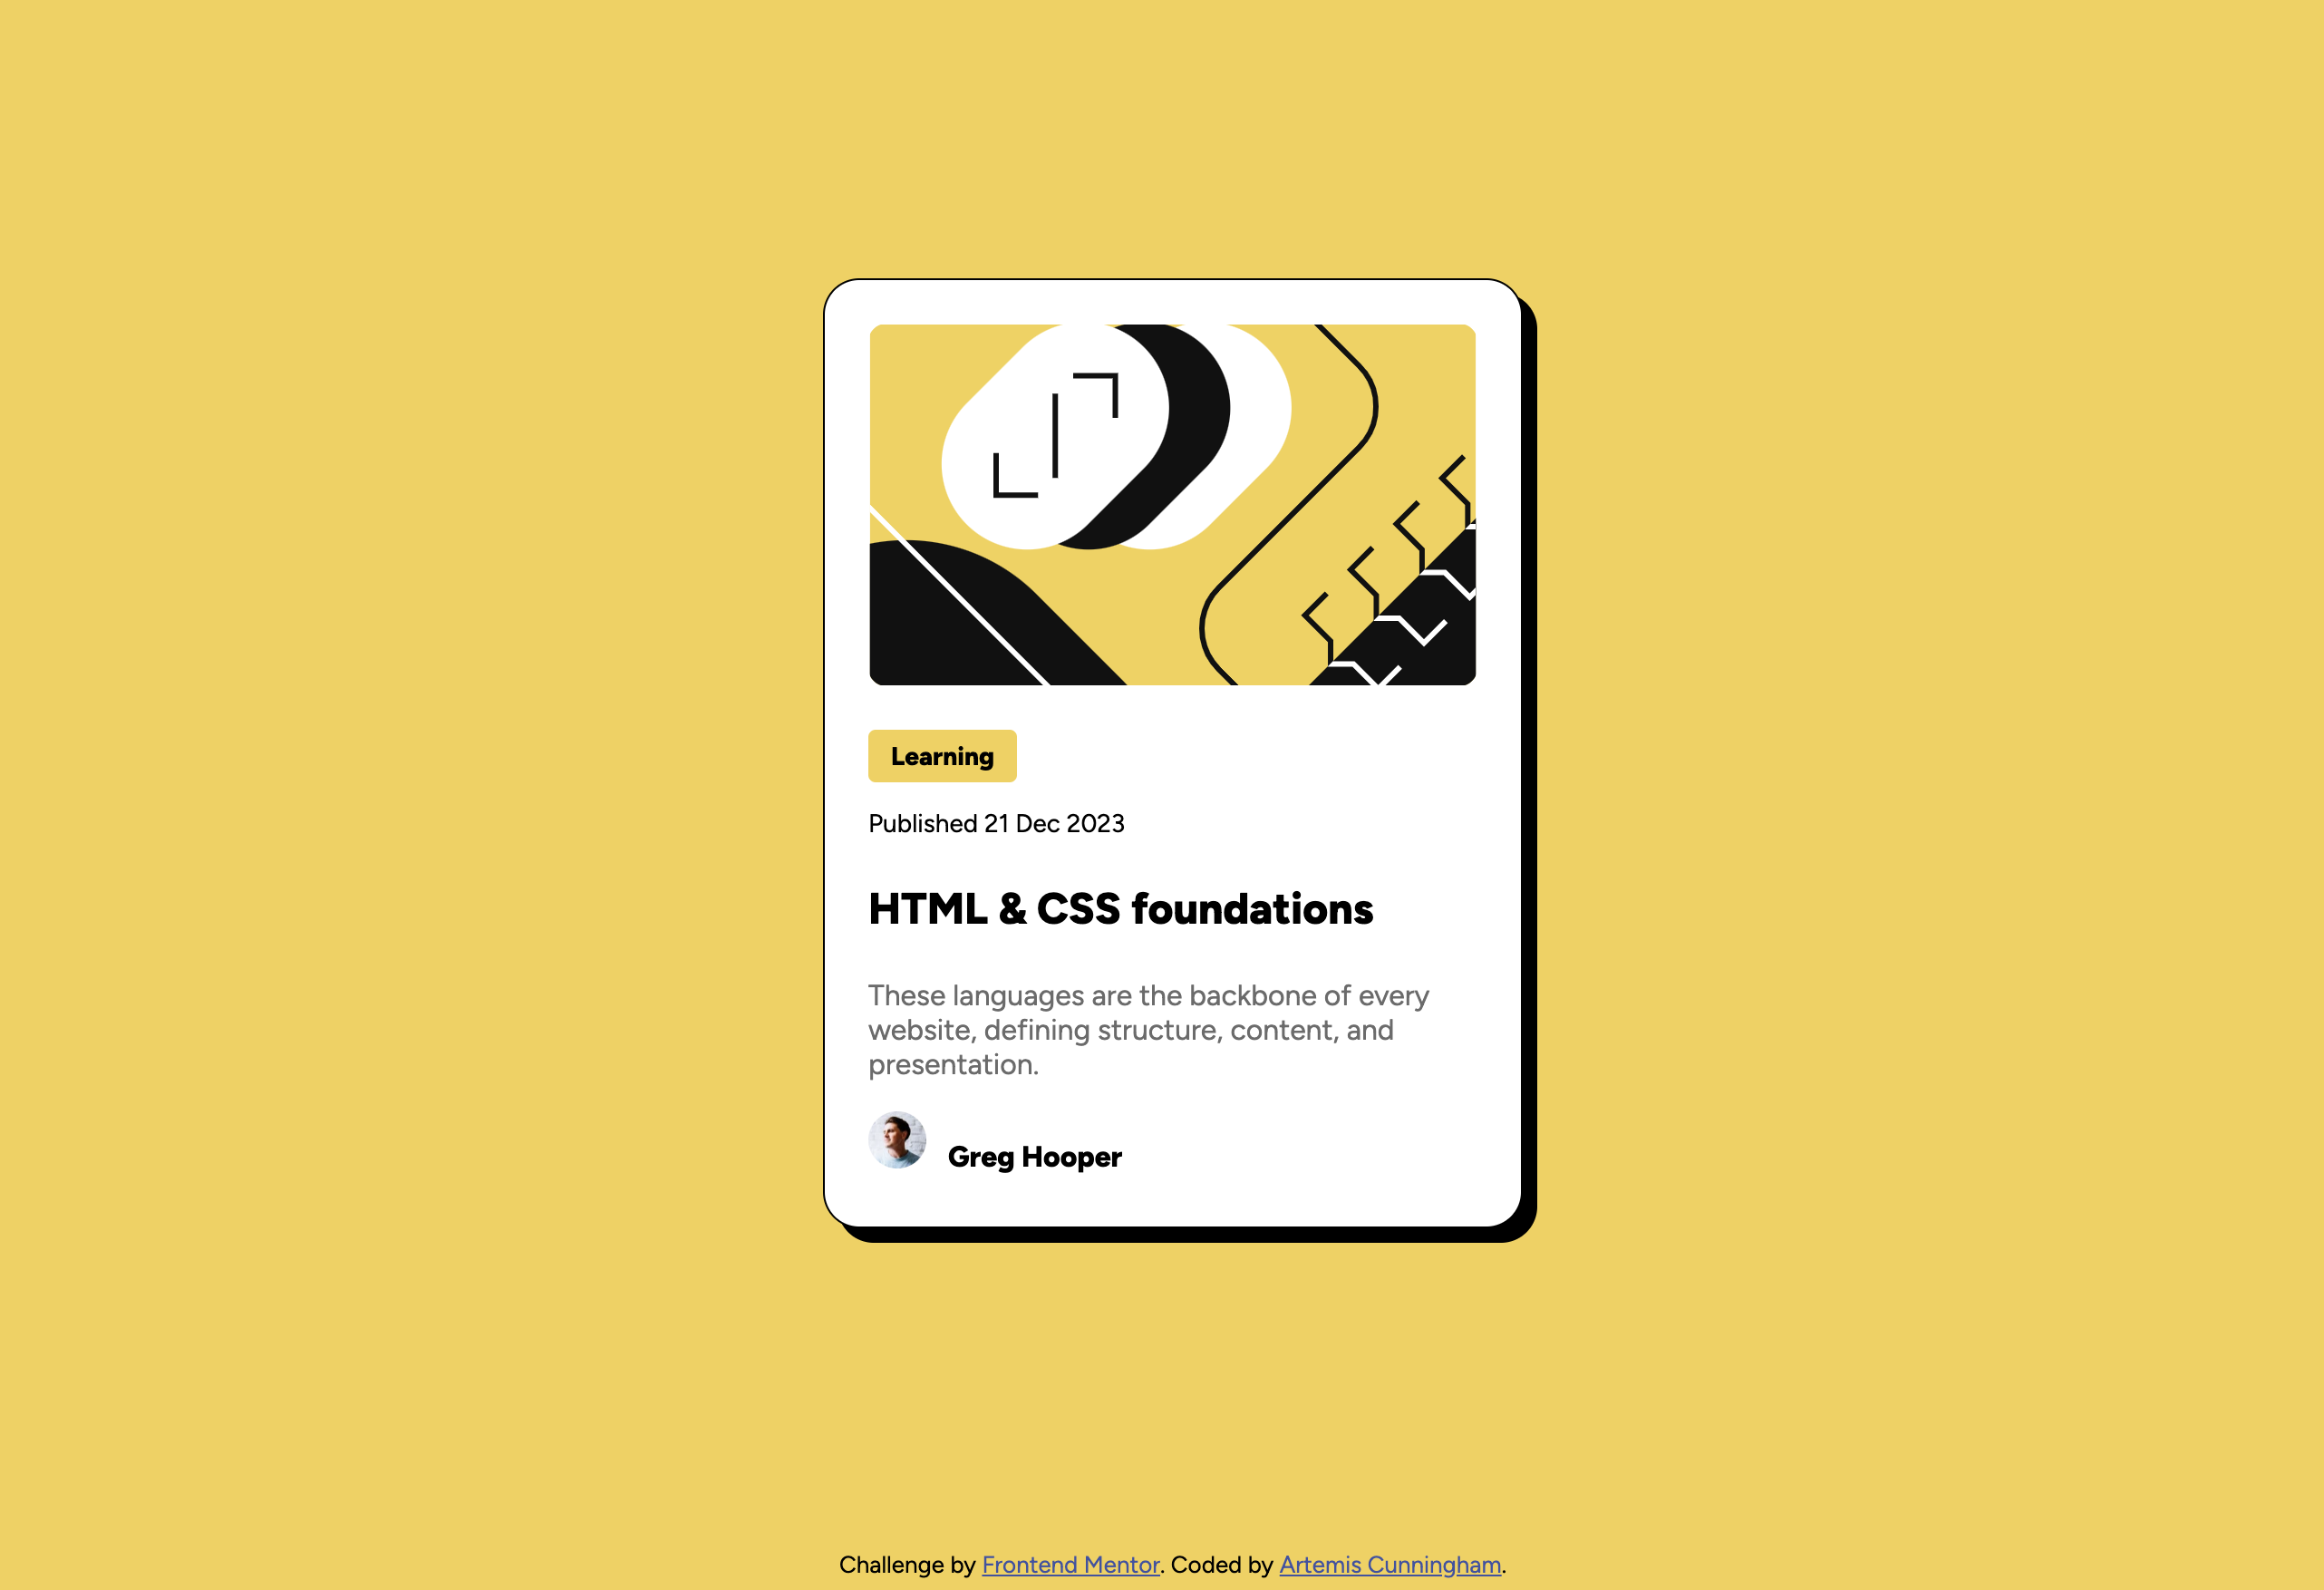 Learning
Published 21 Dec 2023
HTML & CSS foundations
These languages are the backbone of every
website, defining structure, content, and
presentation.
Greg Hooper
Challenge by Frontend Mentor. Coded by Artemis Cunningham.